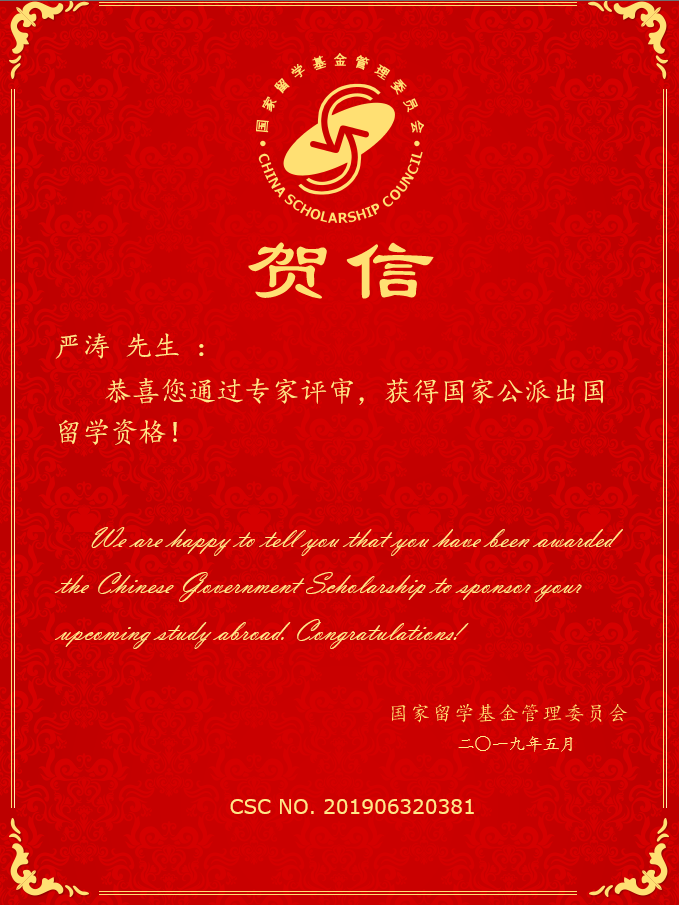 国家留学基金管理委员会
CHINA SCHOLARSHIP COUNCIL
贺信
严涛 先生 ：
恭喜您通过专家评审，获得国家公派出国
留学资格！
We are happy to tell you that you have been awarded
the Chinese Government Scholarship to sponsor your
upcoming study abroad. Congratulations!
国家留学基金管理委员会
二〇一九年五月
CSC NO. 201906320381